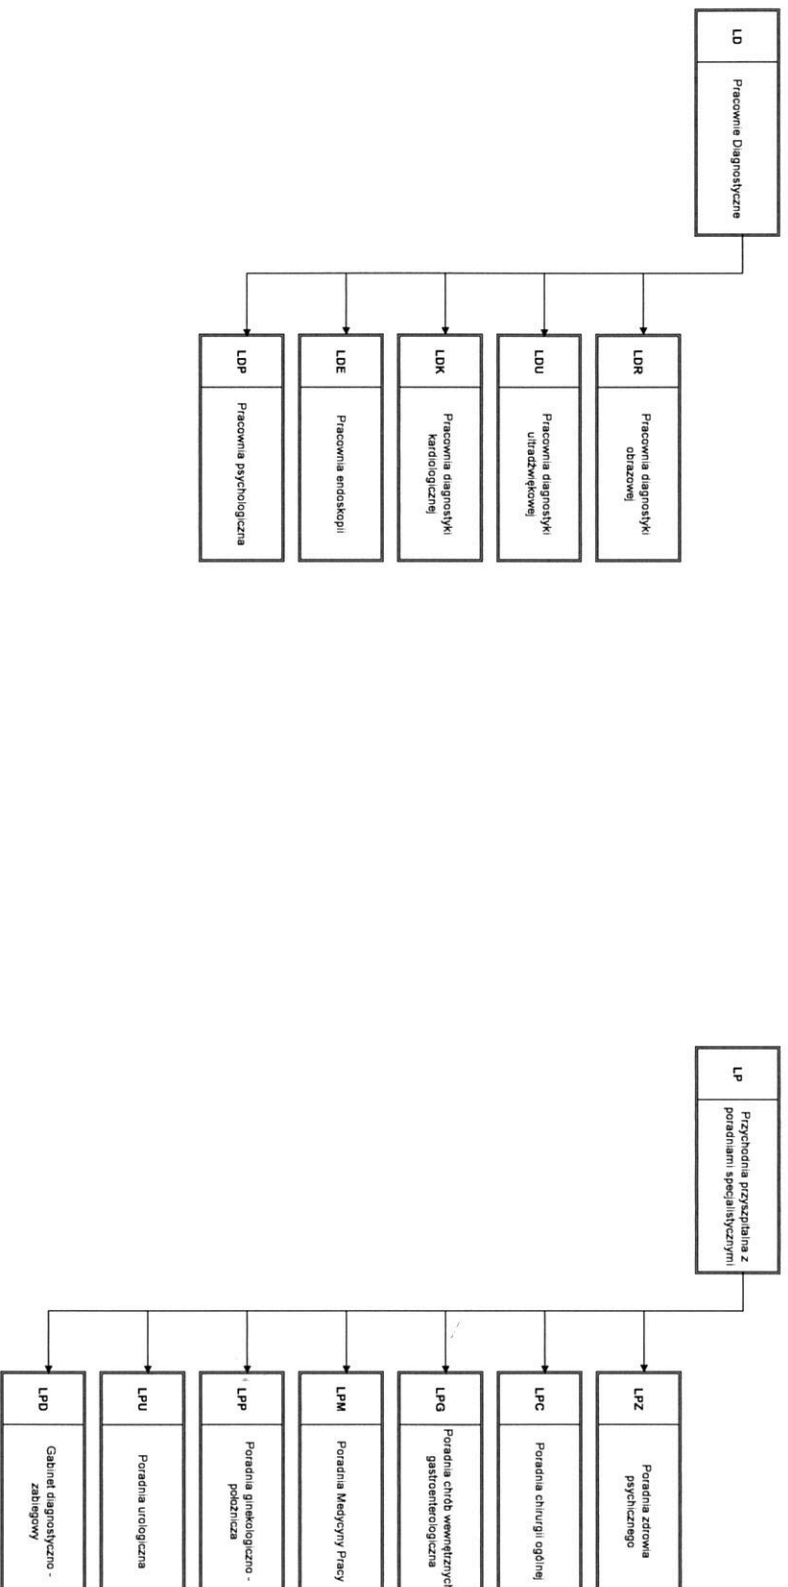 LD
Pracownie Diagnostyczne
LDR
Pracownia diagnostyki
obrazowej
LDU
Pracownia diagnostyki
ultradźwiękowej
LDK
Pracownia diagnostyki
kardiologicznej
LDE
Pracownia endoskopii
LDP
Pracownia psychologiczna
LP
Przychodnia przyszpitalna z
poradniami specjalistycznymi
LPZ
Poradnia zdrowia
psychicznego
LPC
Poradnia chirurgii ogólnej
LPG
Poradnia chrób wewnętrznych
gastroenterologiczna
LPM
Poradnia Medycyny Pracy
LPP
Poradnia ginekologiczno -
położnicza
LPU
Poradnia urologiczna
LPD
Gabinet diagnostyczno -
zabiegowy